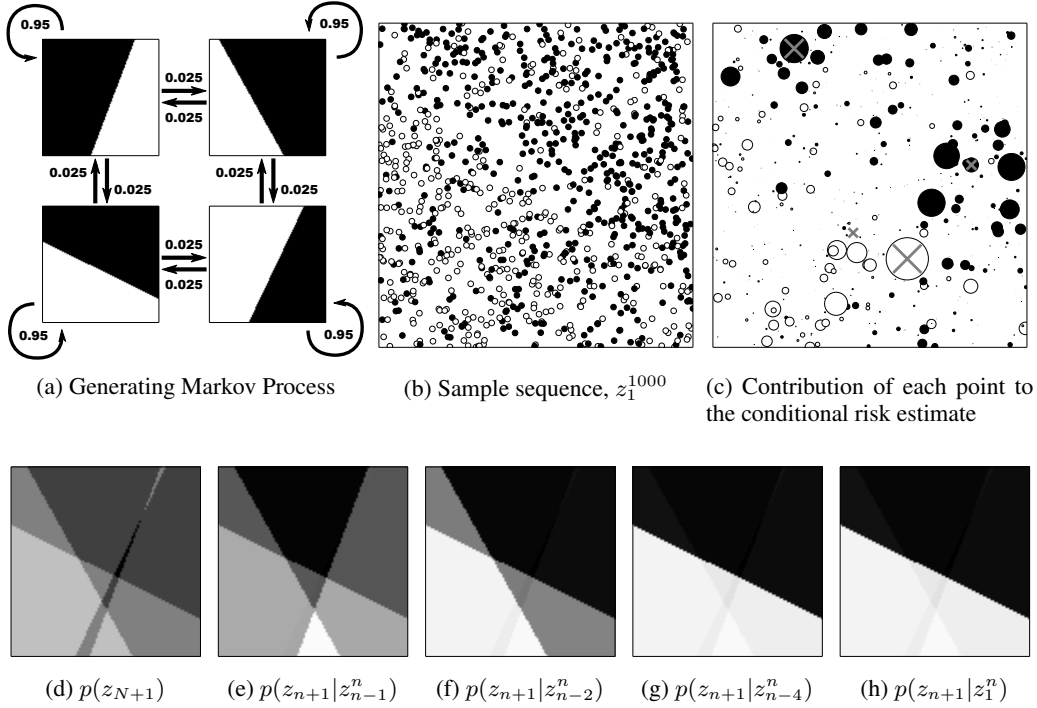 0.95
0.95
0.025
0.025
0.025
0.025
0.025
0.025
0.025
0.025
0.95
0.95
(a) Generating Markov Process
(b) Sample sequence, $z_1^{1000}$
(c) Contribution of each point to
the conditional risk estimate
(d) $p(z_{N+1})$
(e) $p(z_{n+1}|z_{n-1}^n)$
(f) $p(z_{n+1}|z_{n-2}^n)$
(g) $p(z_{n+1}|z_{n-4}^n)$
(h) $p(z_{n+1}|z_1^n)$